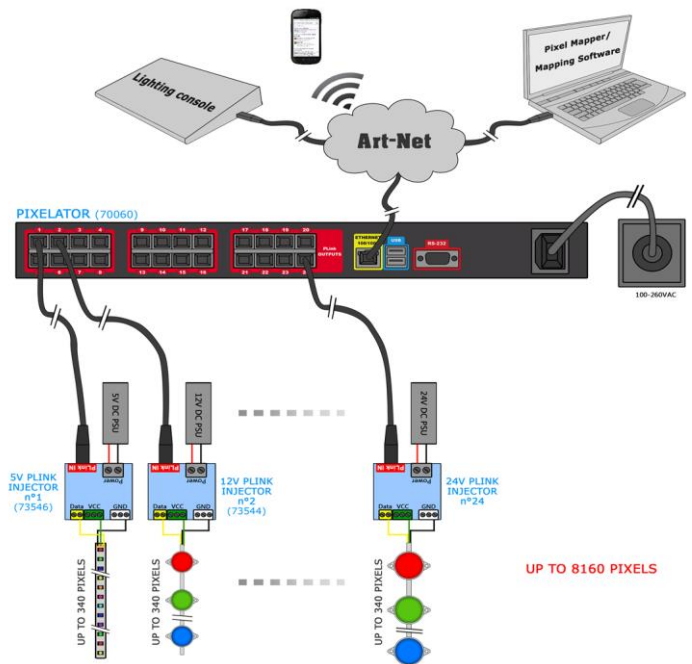 Lighting console
Pixel Mapper/
Mapping Software
Art-Net
PIXELATOR (70060)
1 2 3 4
9 10 11 12
17 18 19 20
6 7 8
13 14 15 16
21 22 23
PLink
OUTPUTS
ETHERNET
USB
RS-232
100-260VAC
5V DC PSU
12V DC PSU
24V DC PSU
5V PLINK
INJECTOR
n°1
(73546)
PLink IN
Power
Data VCC GND
12V PLINK
INJECTOR
n°2
(73544)
PLink IN
Power
Data VCC GND
24V PLINK
INJECTOR
n°24
PLink IN
Power
Data VCC GND
UP TO 340 PIXELS
UP TO 340 PIXELS
UP TO 340 PIXELS
UP TO 8160 PIXELS